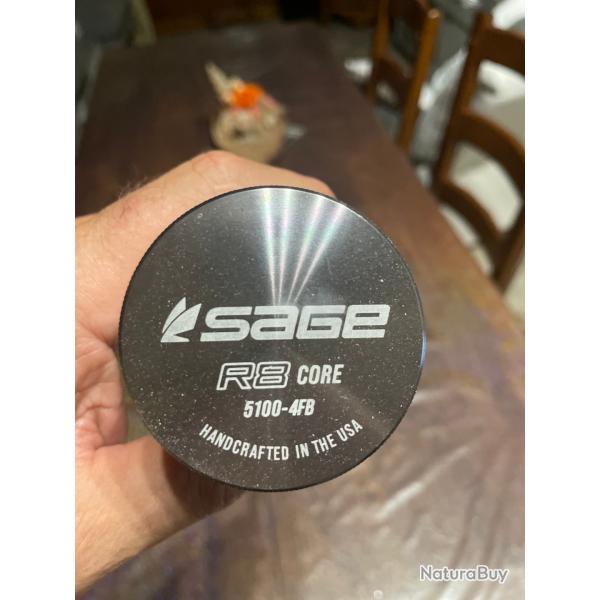 SAGE
R8 CORE
5100-4FB
HANDCRAFTED IN THE USA
NaturaBuy